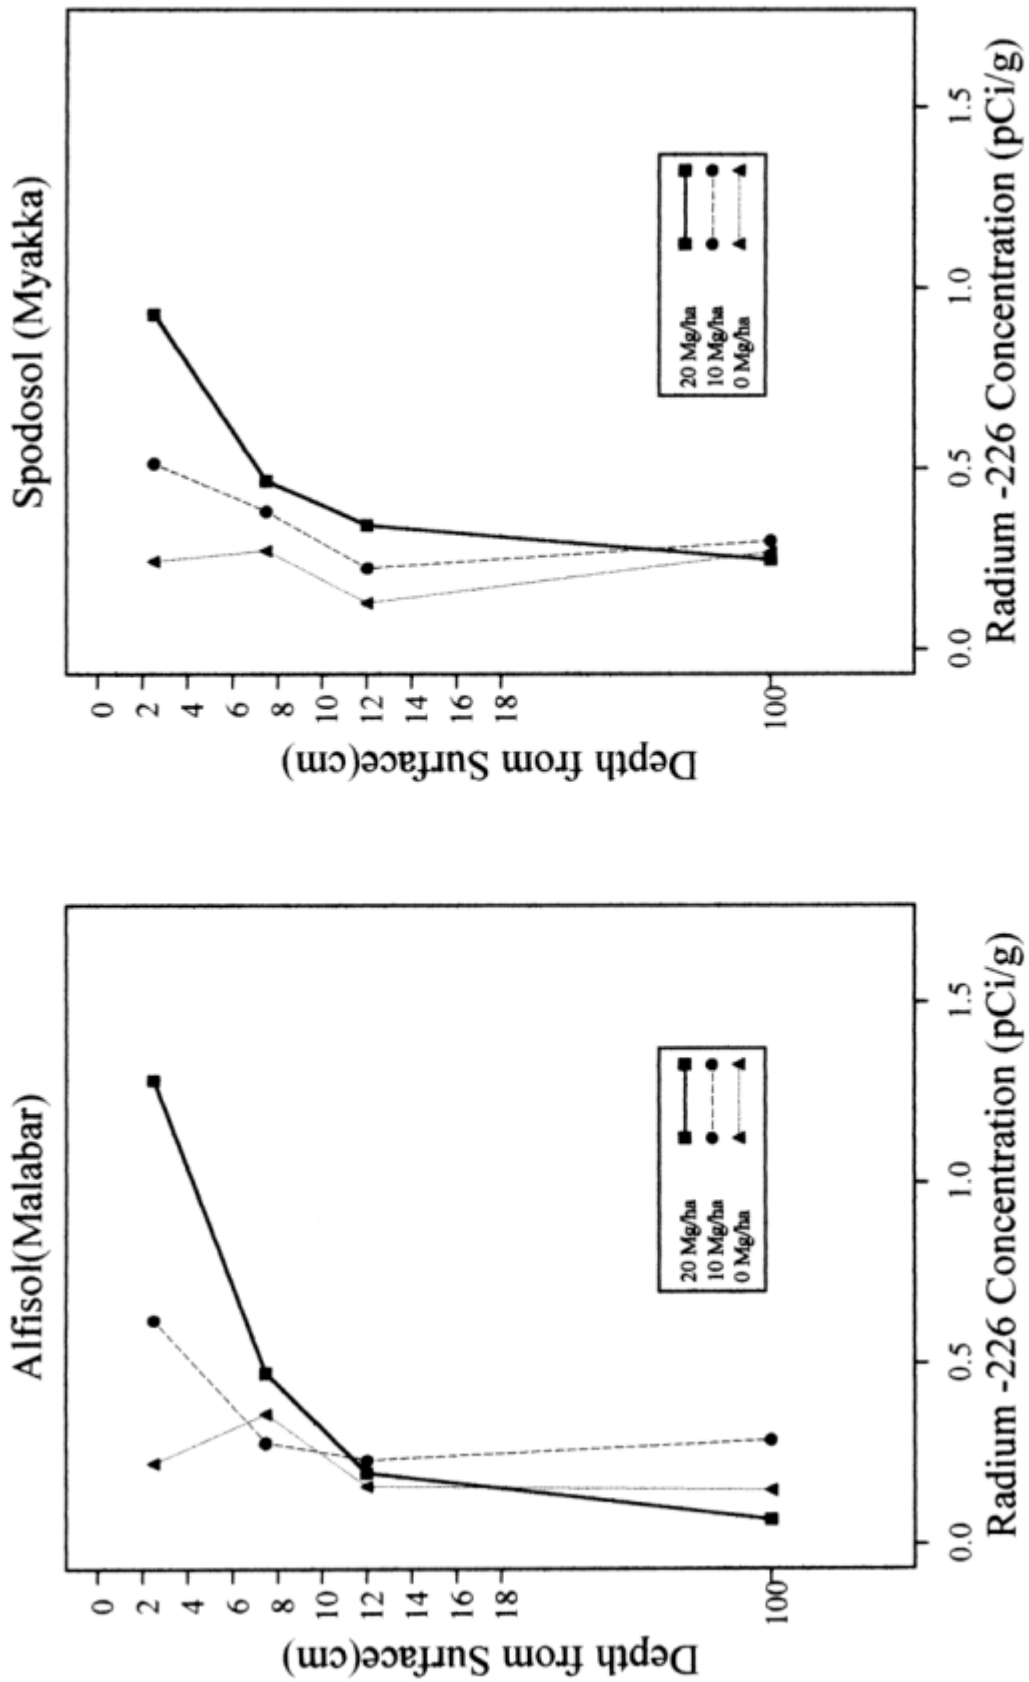 Alfisol(Malabar)
Depth from Surface(cm)
0
2
4
6
8
10
12
14
16
18
100
20 Mg/ha
10 Mg/ha
0 Mg/ha
0.0
0.5
1.0
1.5
Radium -226 Concentration (pCi/g)
Spodosol (Myakka)
Depth from Surface(cm)
0
2
4
6
8
10
12
14
16
18
100
20 Mg/ha
10 Mg/ha
0 Mg/ha
0.0
0.5
1.0
1.5
Radium -226 Concentration (pCi/g)